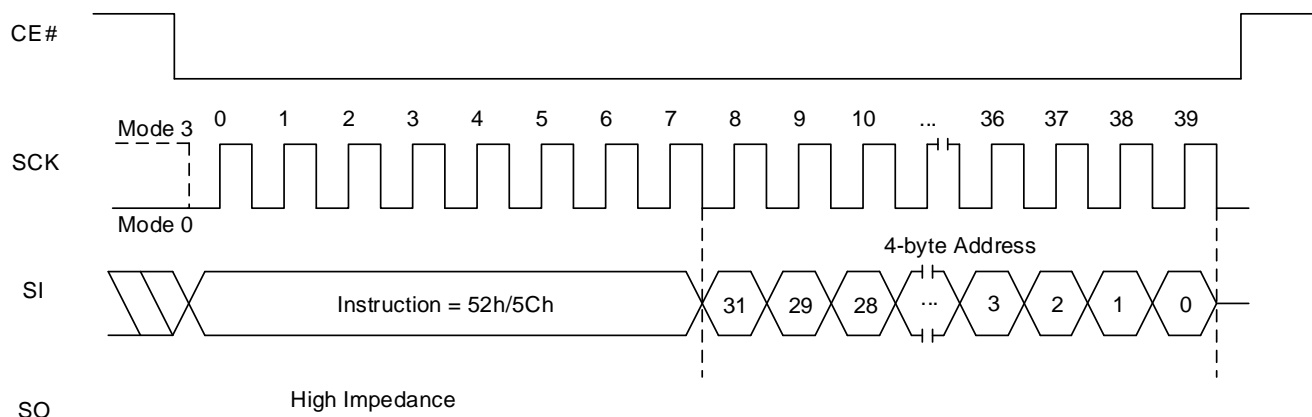 CE#
Mode 3 0 1 2 3 4 5 6 7 8 9 10 ... 36 37 38 39
SCK
Mode 0
4-byte Address
SI Instruction = 52h/5Ch 31 29 28 ... 3 2 1 0
High Impedance
SO